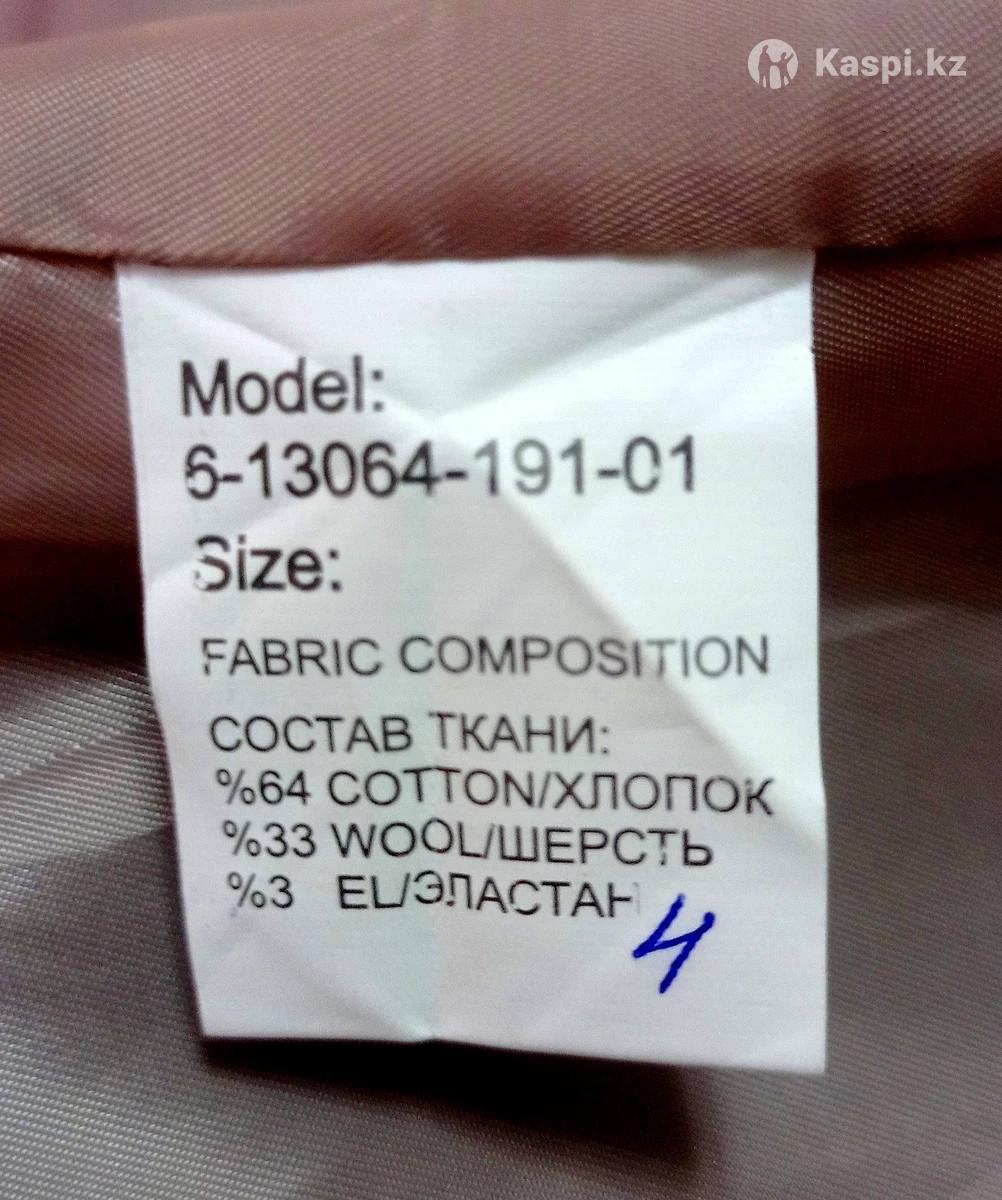 Kaspi.kz
Model:
6-13064-191-01
Size:
FABRIC COMPOSITION
СОСТАВ ТКАНИ:
%64 COTTON/ХЛОПОК
%33 WOOL/ШЕРСТЬ
%3 EL/ЭЛАСТАН
4